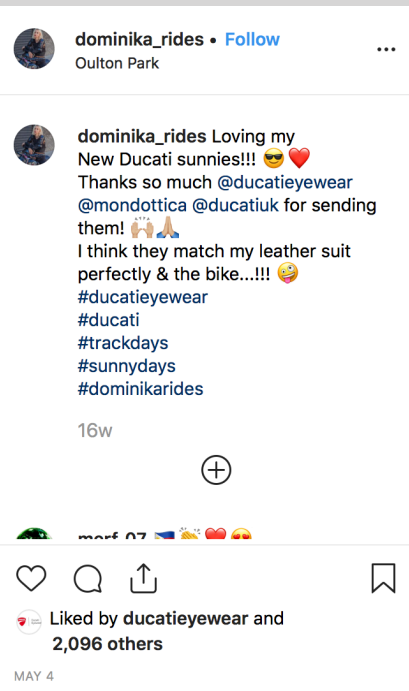 dominika_rides • Follow
Oulton Park
dominika_rides Loving my
New Ducati sunnies!!! 😎❤️
Thanks so much @ducatieyewear
@mondottica @ducatiuk for sending
them! 🙌🏼🙏🏼
I think they match my leather suit
perfectly & the bike...!!! 🤪
#ducatieyewear
#ducati
#trackdays
#sunnydays
#dominikarides
16w
merf_07 🇵🇭👏❤️😍
Liked by ducatieyewear and
2,096 others
MAY 4